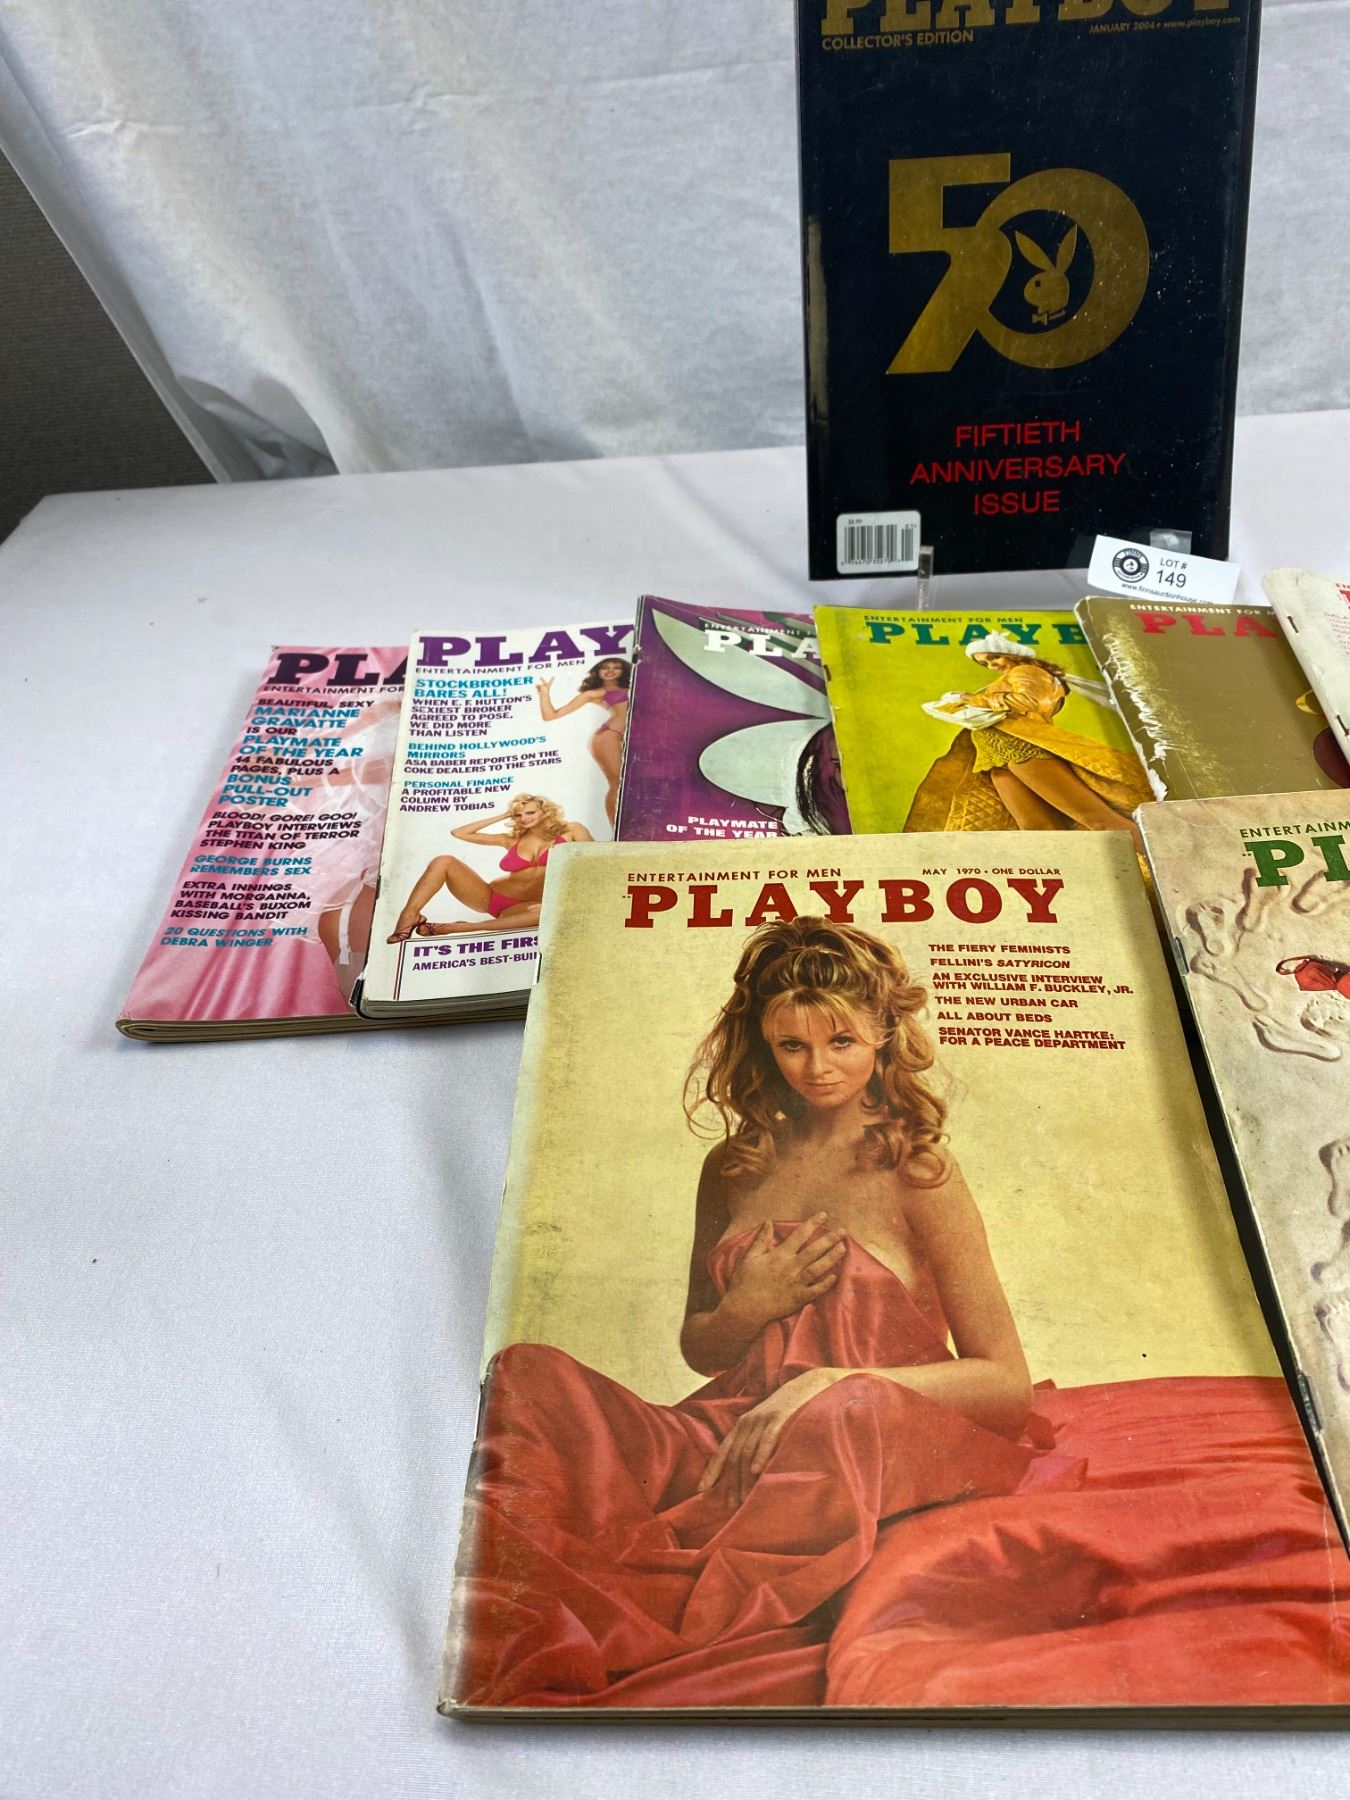 PLAYBOY
COLLECTOR'S EDITION
JANUARY 2004 • www.playboy.com
50
FIFTIETH
ANNIVERSARY
ISSUE
LOT #
149
www.finnsauctionhouse.com
PLA
ENTERTAINMENT FOR
BEAUTIFUL, SEXY
MARIANNE
GRAVATTE
IS OUR
PLAYMATE
OF THE YEAR
14 FABULOUS
PAGES, PLUS A
BONUS
PULL-OUT
POSTER
BLOOD! GORE! GOO!
PLAYBOY INTERVIEWS
THE TITAN OF TERROR
STEPHEN KING
GEORGE BURNS
REMEMBERS SEX
EXTRA INNINGS
WITH MORGANNA,
BASEBALL'S BUXOM
KISSING BANDIT
20 QUESTIONS WITH
DEBRA WINGER
PLAY
ENTERTAINMENT FOR MEN
STOCKBROKER
BARES ALL!
WHEN E. F. HUTTON'S
SEXIEST BROKER
AGREED TO POSE,
WE DID MORE
THAN LISTEN
BEHIND HOLLYWOOD'S
MIRRORS
ASA BABER REPORTS ON THE
COKE DEALERS TO THE STARS
PERSONAL FINANCE
A PROFITABLE NEW
COLUMN BY
ANDREW TOBIAS
IT'S THE FIRS
AMERICA'S BEST-BUI
ENTERTAINMENT
PLA
PLAYMATE
OF THE YEAR
ENTERTAINMENT FOR MEN
PLAYB
ENTERTAINMENT FOR M
PLA
ENTERTAINM
PL
ENTERTAINMENT FOR MEN
MAY 1970 • ONE DOLLAR
PLAYBOY
THE FIERY FEMINISTS
FELLINI'S SATYRICON
AN EXCLUSIVE INTERVIEW
WITH WILLIAM F. BUCKLEY, JR.
THE NEW URBAN CAR
ALL ABOUT BEDS
SENATOR VANCE HARTKE:
FOR A PEACE DEPARTMENT